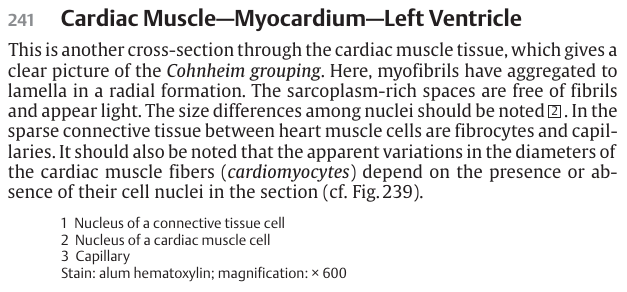 241 Cardiac Muscle—Myocardium—Left Ventricle
This is another cross-section through the cardiac muscle tissue, which gives a
clear picture of the Cohnheim grouping. Here, myofibrils have aggregated to
lamella in a radial formation. The sarcoplasm-rich spaces are free of fibrils
and appear light. The size differences among nuclei should be noted 2. In the
sparse connective tissue between heart muscle cells are fibrocytes and capil-
laries. It should also be noted that the apparent variations in the diameters of
the cardiac muscle fibers (cardiomyocytes) depend on the presence or ab-
sence of their cell nuclei in the section (cf. Fig. 239).
1 Nucleus of a connective tissue cell
2 Nucleus of a cardiac muscle cell
3 Capillary
Stain: alum hematoxylin; magnification: × 600